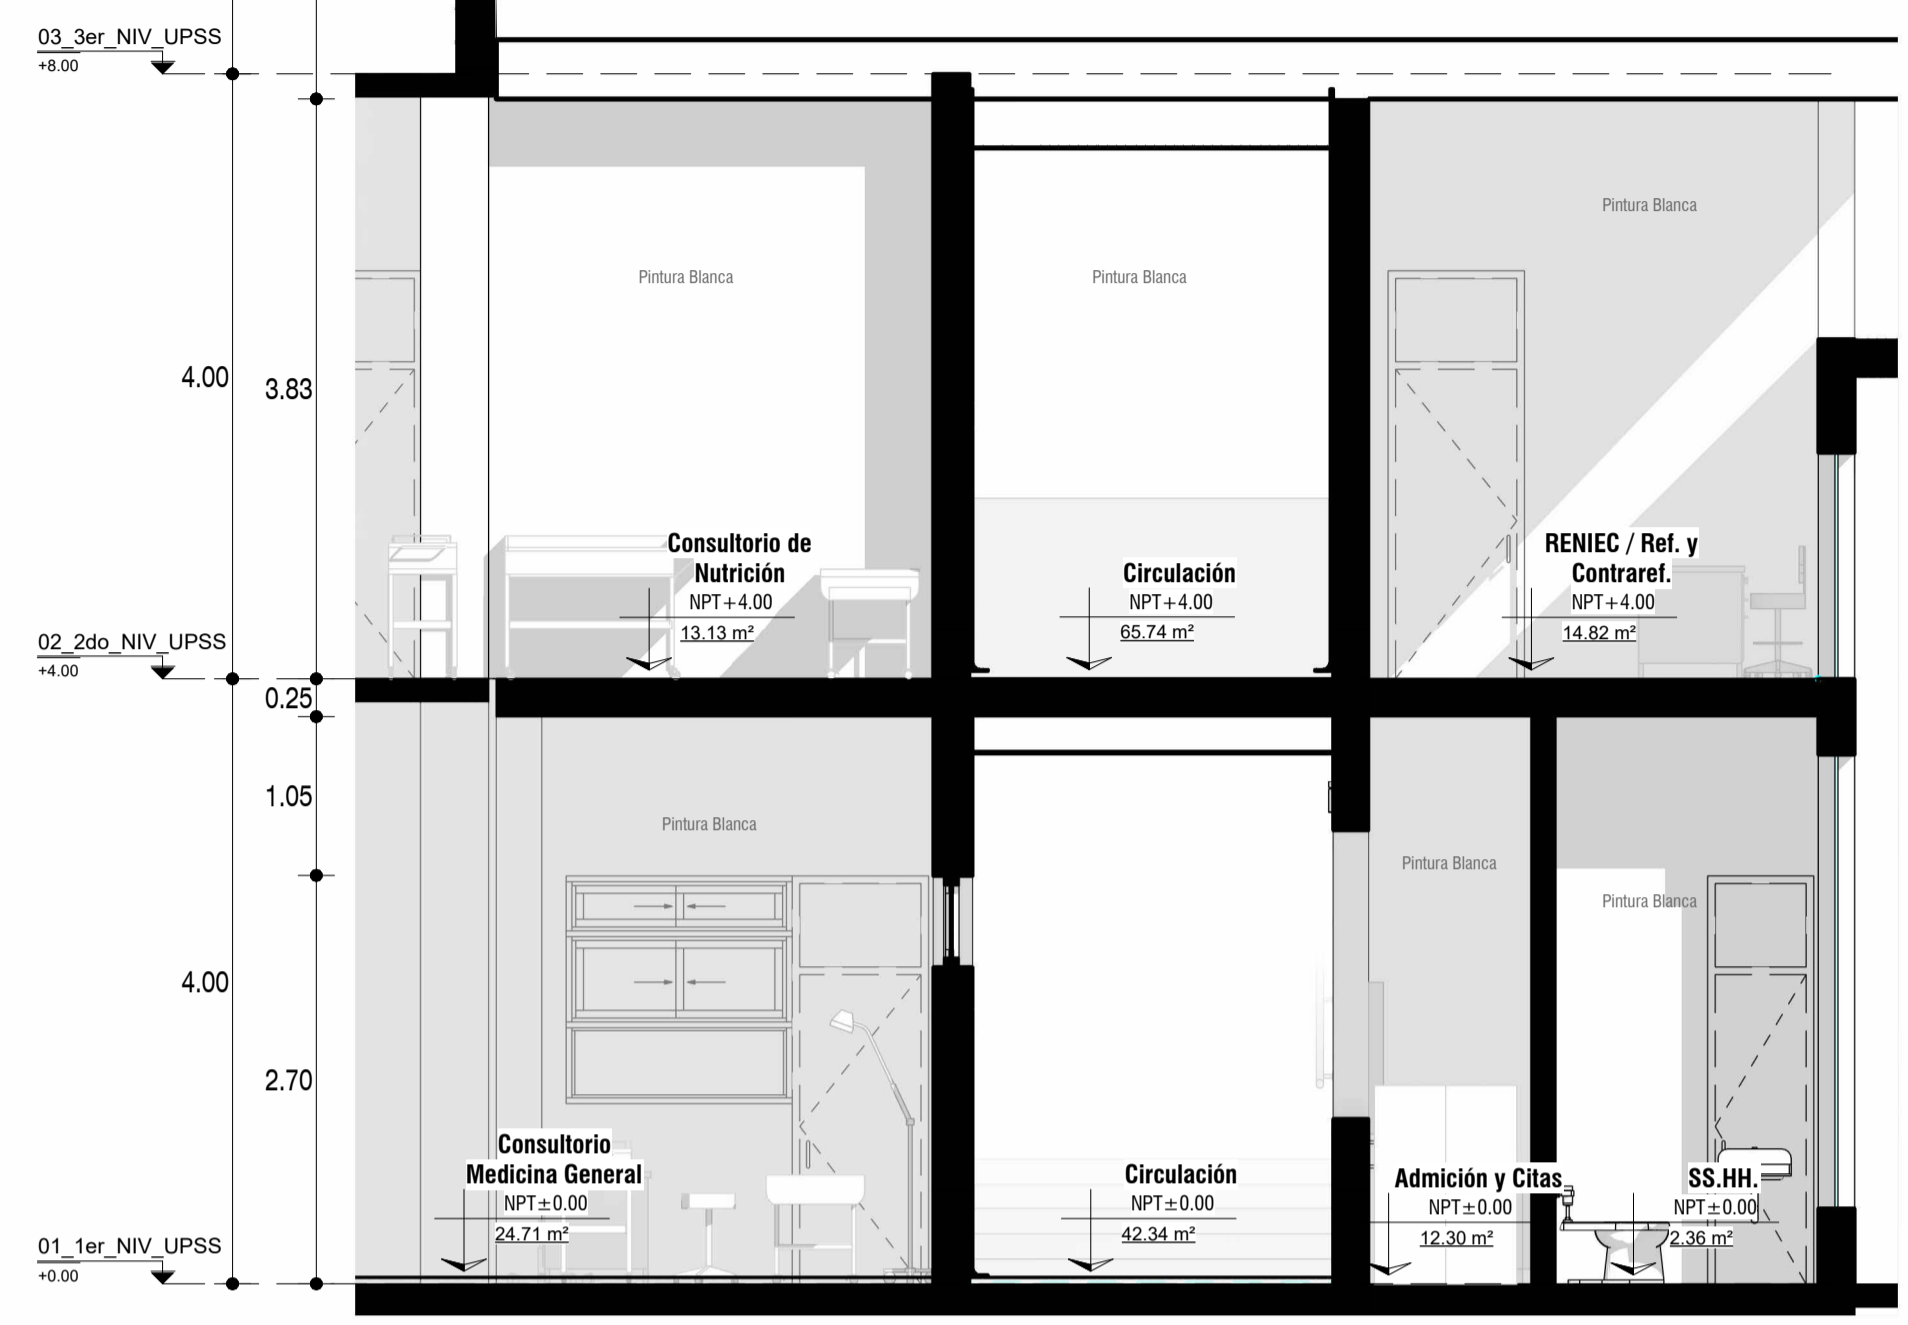 03_3er_NIV_UPSS
+8.00
Pintura Blanca
Pintura Blanca
Pintura Blanca
4.00
3.83
Consultorio de
Nutrición
NPT+4.00
13.13 m²
Circulación
NPT+4.00
65.74 m²
RENIEC / Ref. y
Contraref.
NPT+4.00
14.82 m²
02_2do_NIV_UPSS
+4.00
0.25
1.05
Pintura Blanca
Pintura Blanca
Pintura Blanca
4.00
2.70
Consultorio
Medicina General
NPT±0.00
24.71 m²
Circulación
NPT±0.00
42.34 m²
Admición y Citas
NPT±0.00
12.30 m²
SS.HH.
NPT±0.00
2.36 m²
01_1er_NIV_UPSS
+0.00